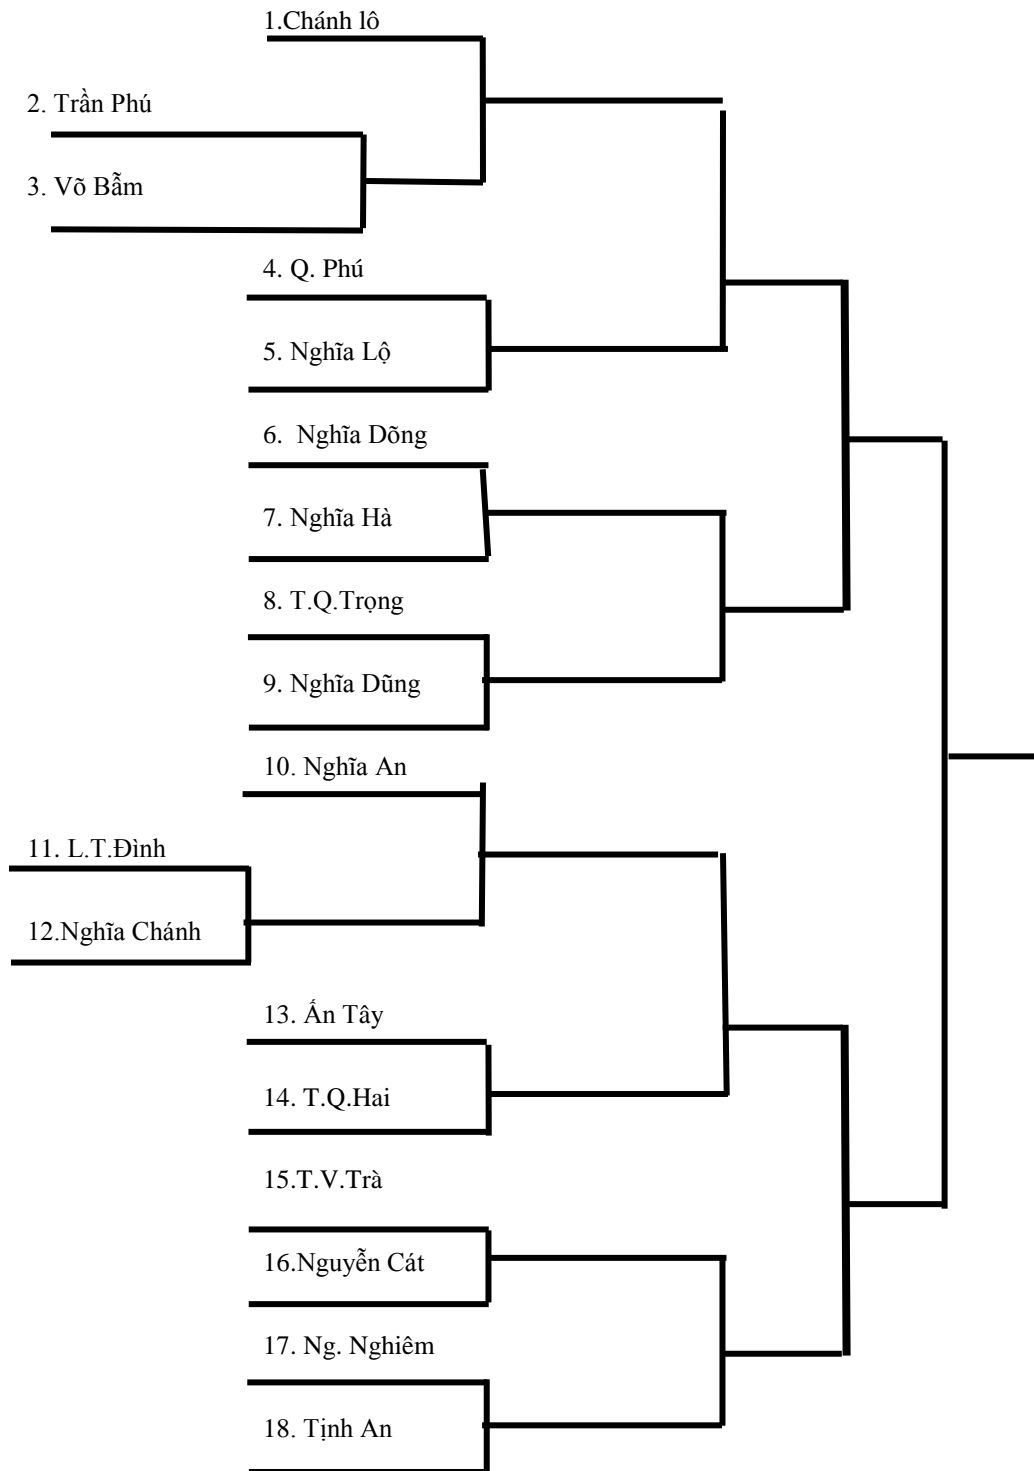 1.Chánh lô
2. Trần Phú
3. Võ Bẫm
4. Q. Phú
5. Nghĩa Lộ
6. Nghĩa Dõng
7. Nghĩa Hà
8. T.Q.Trọng
9. Nghĩa Dũng
10. Nghĩa An
11. L.T.Đình
12.Nghĩa Chánh
13. Ấn Tây
14. T.Q.Hai
15.T.V.Trà
16.Nguyễn Cát
17. Ng. Nghiêm
18. Tịnh An